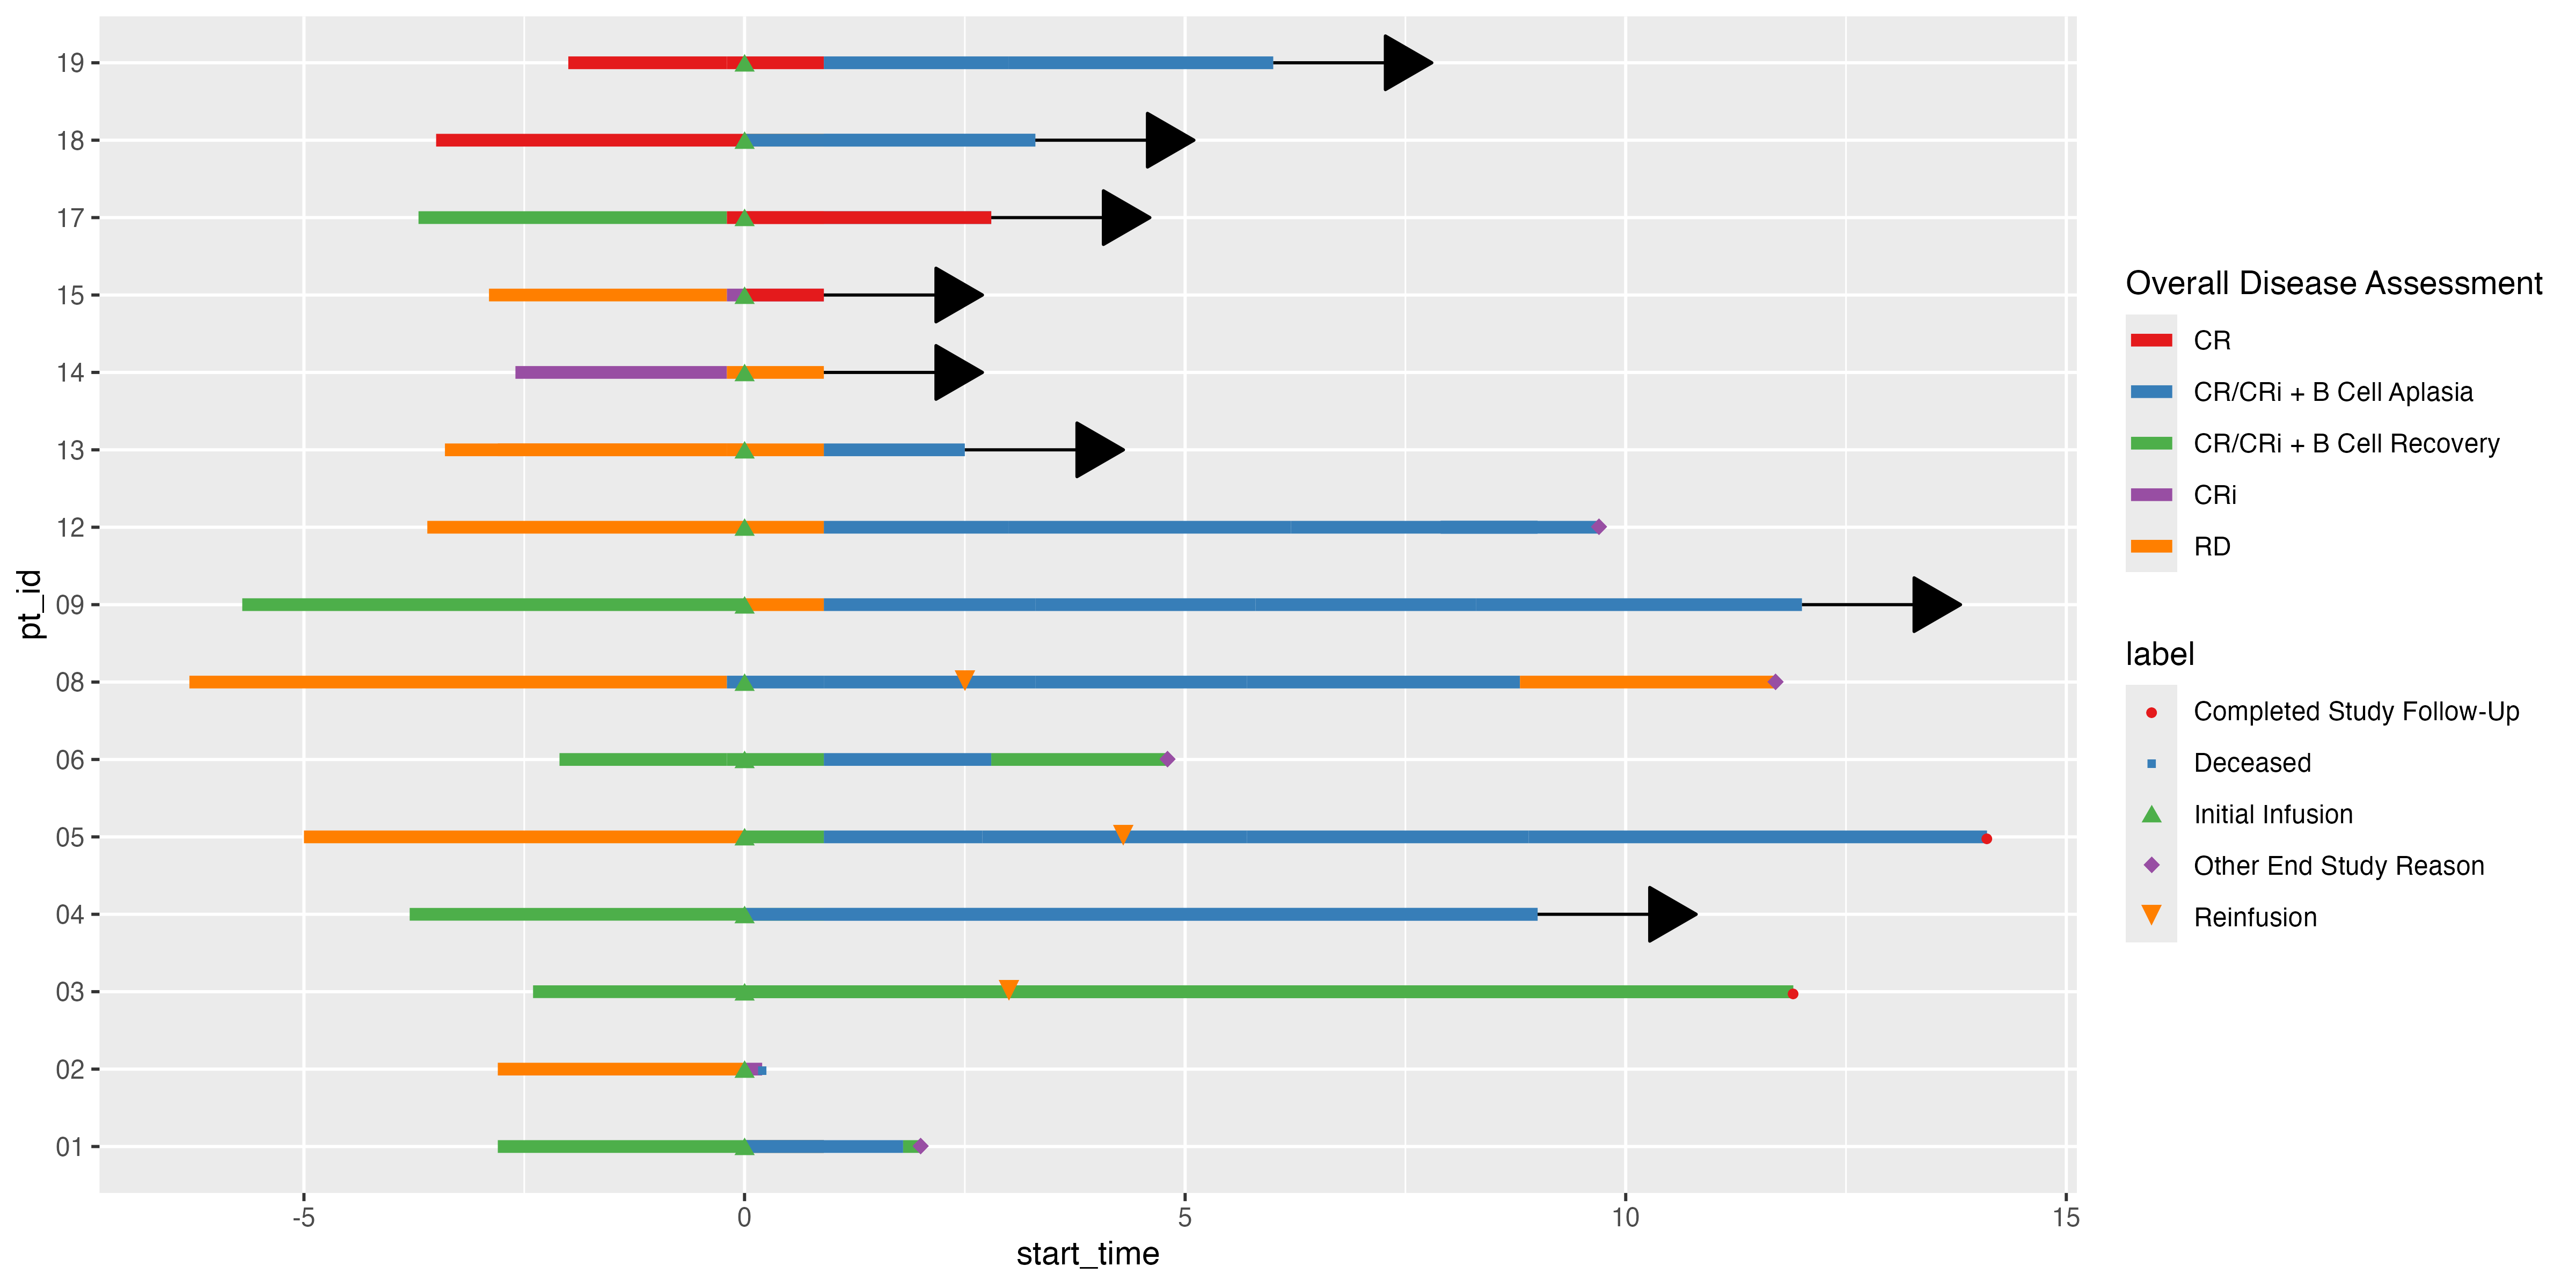 19
18
17
15
14
13
12
09
08
06
05
04
03
02
01
pt_id
-5 0 5 10 15
start_time
Overall Disease Assessment
CR
CR/CRi + B Cell Aplasia
CR/CRi + B Cell Recovery
CRi
RD
label
Completed Study Follow-Up
Deceased
Initial Infusion
Other End Study Reason
Reinfusion